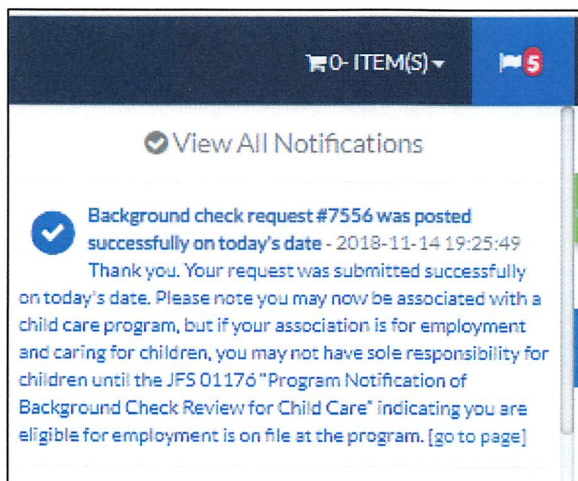 0- ITEM(S)
5
View All Notifications
Background check request #7556 was posted
successfully on today's date - 2018-11-14 19:25:49
Thank you. Your request was submitted successfully
on today's date. Please note you may now be associated with a
child care program, but if your association is for employment
and caring for children, you may not have sole responsibility for
children until the JFS 01176 "Program Notification of
Background Check Review for Child Care" indicating you are
eligible for employment is on file at the program. [go to page]